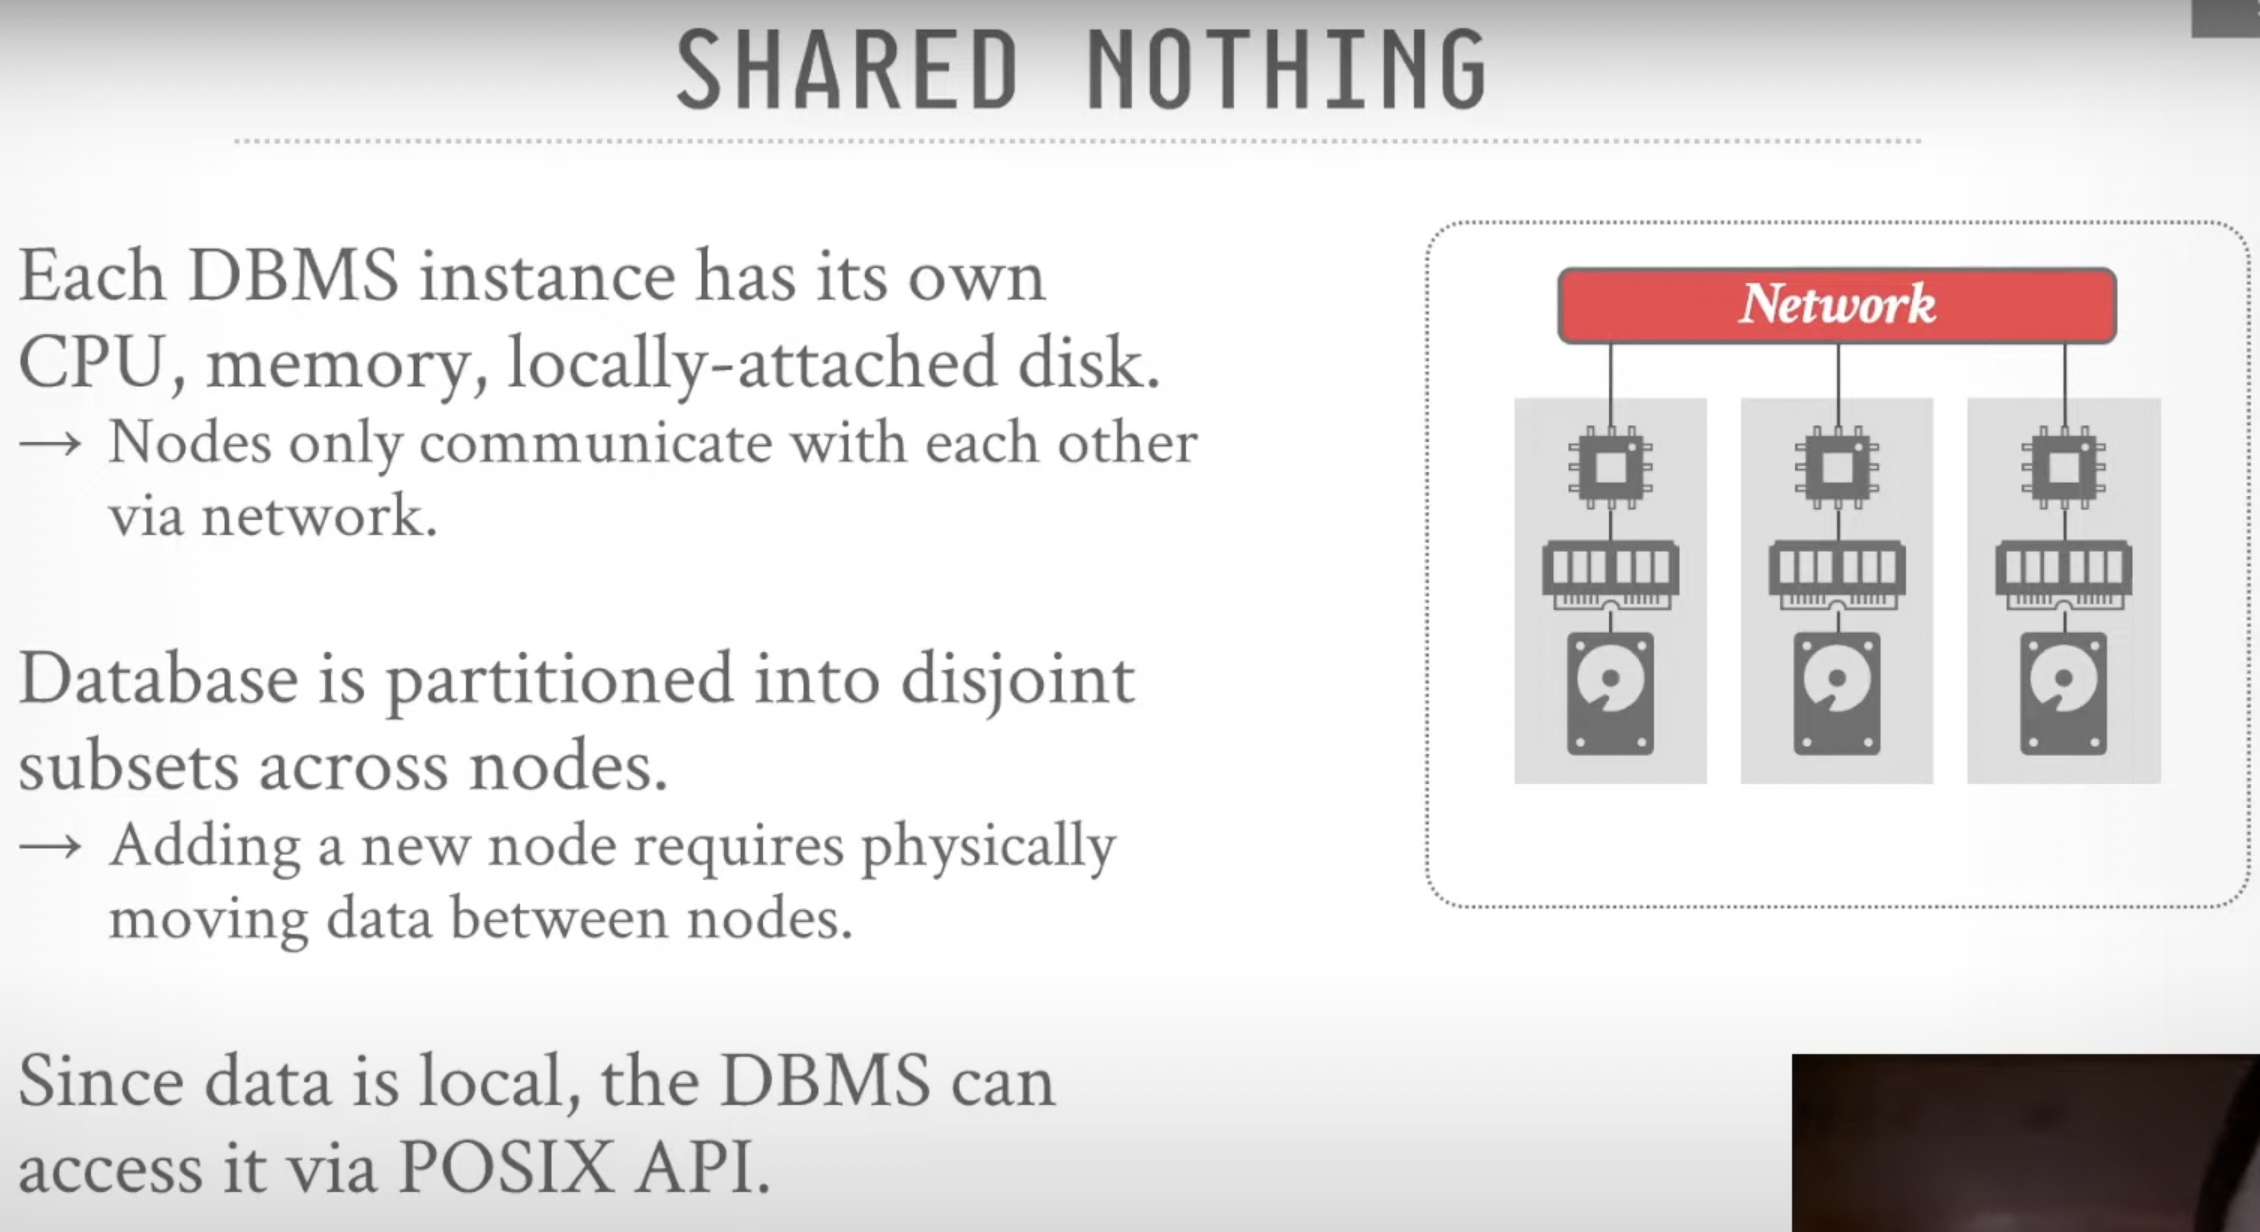 SHARED NOTHING
Each DBMS instance has its own
CPU, memory, locally-attached disk.
→ Nodes only communicate with each other
via network.
Database is partitioned into disjoint
subsets across nodes.
→ Adding a new node requires physically
moving data between nodes.
Since data is local, the DBMS can
access it via POSIX API.
Network